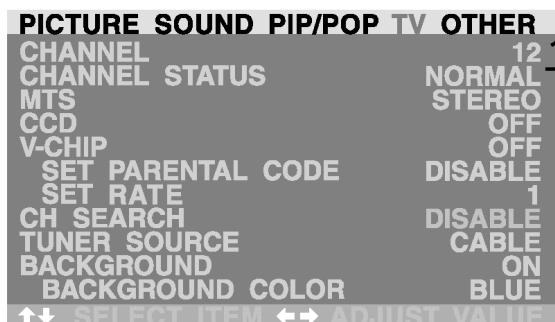 PICTURE SOUND PIP/POP TV OTHER
CHANNEL 12
CHANNEL STATUS NORMAL
MTS STEREO
CCD OFF
V-CHIP OFF
SET PARENTAL CODE DISABLE
SET RATE 1
CH SEARCH DISABLE
TUNER SOURCE CABLE
BACKGROUND ON
BACKGROUND COLOR BLUE
↑↓ SELECT ITEM ←→ ADJUST VALUE